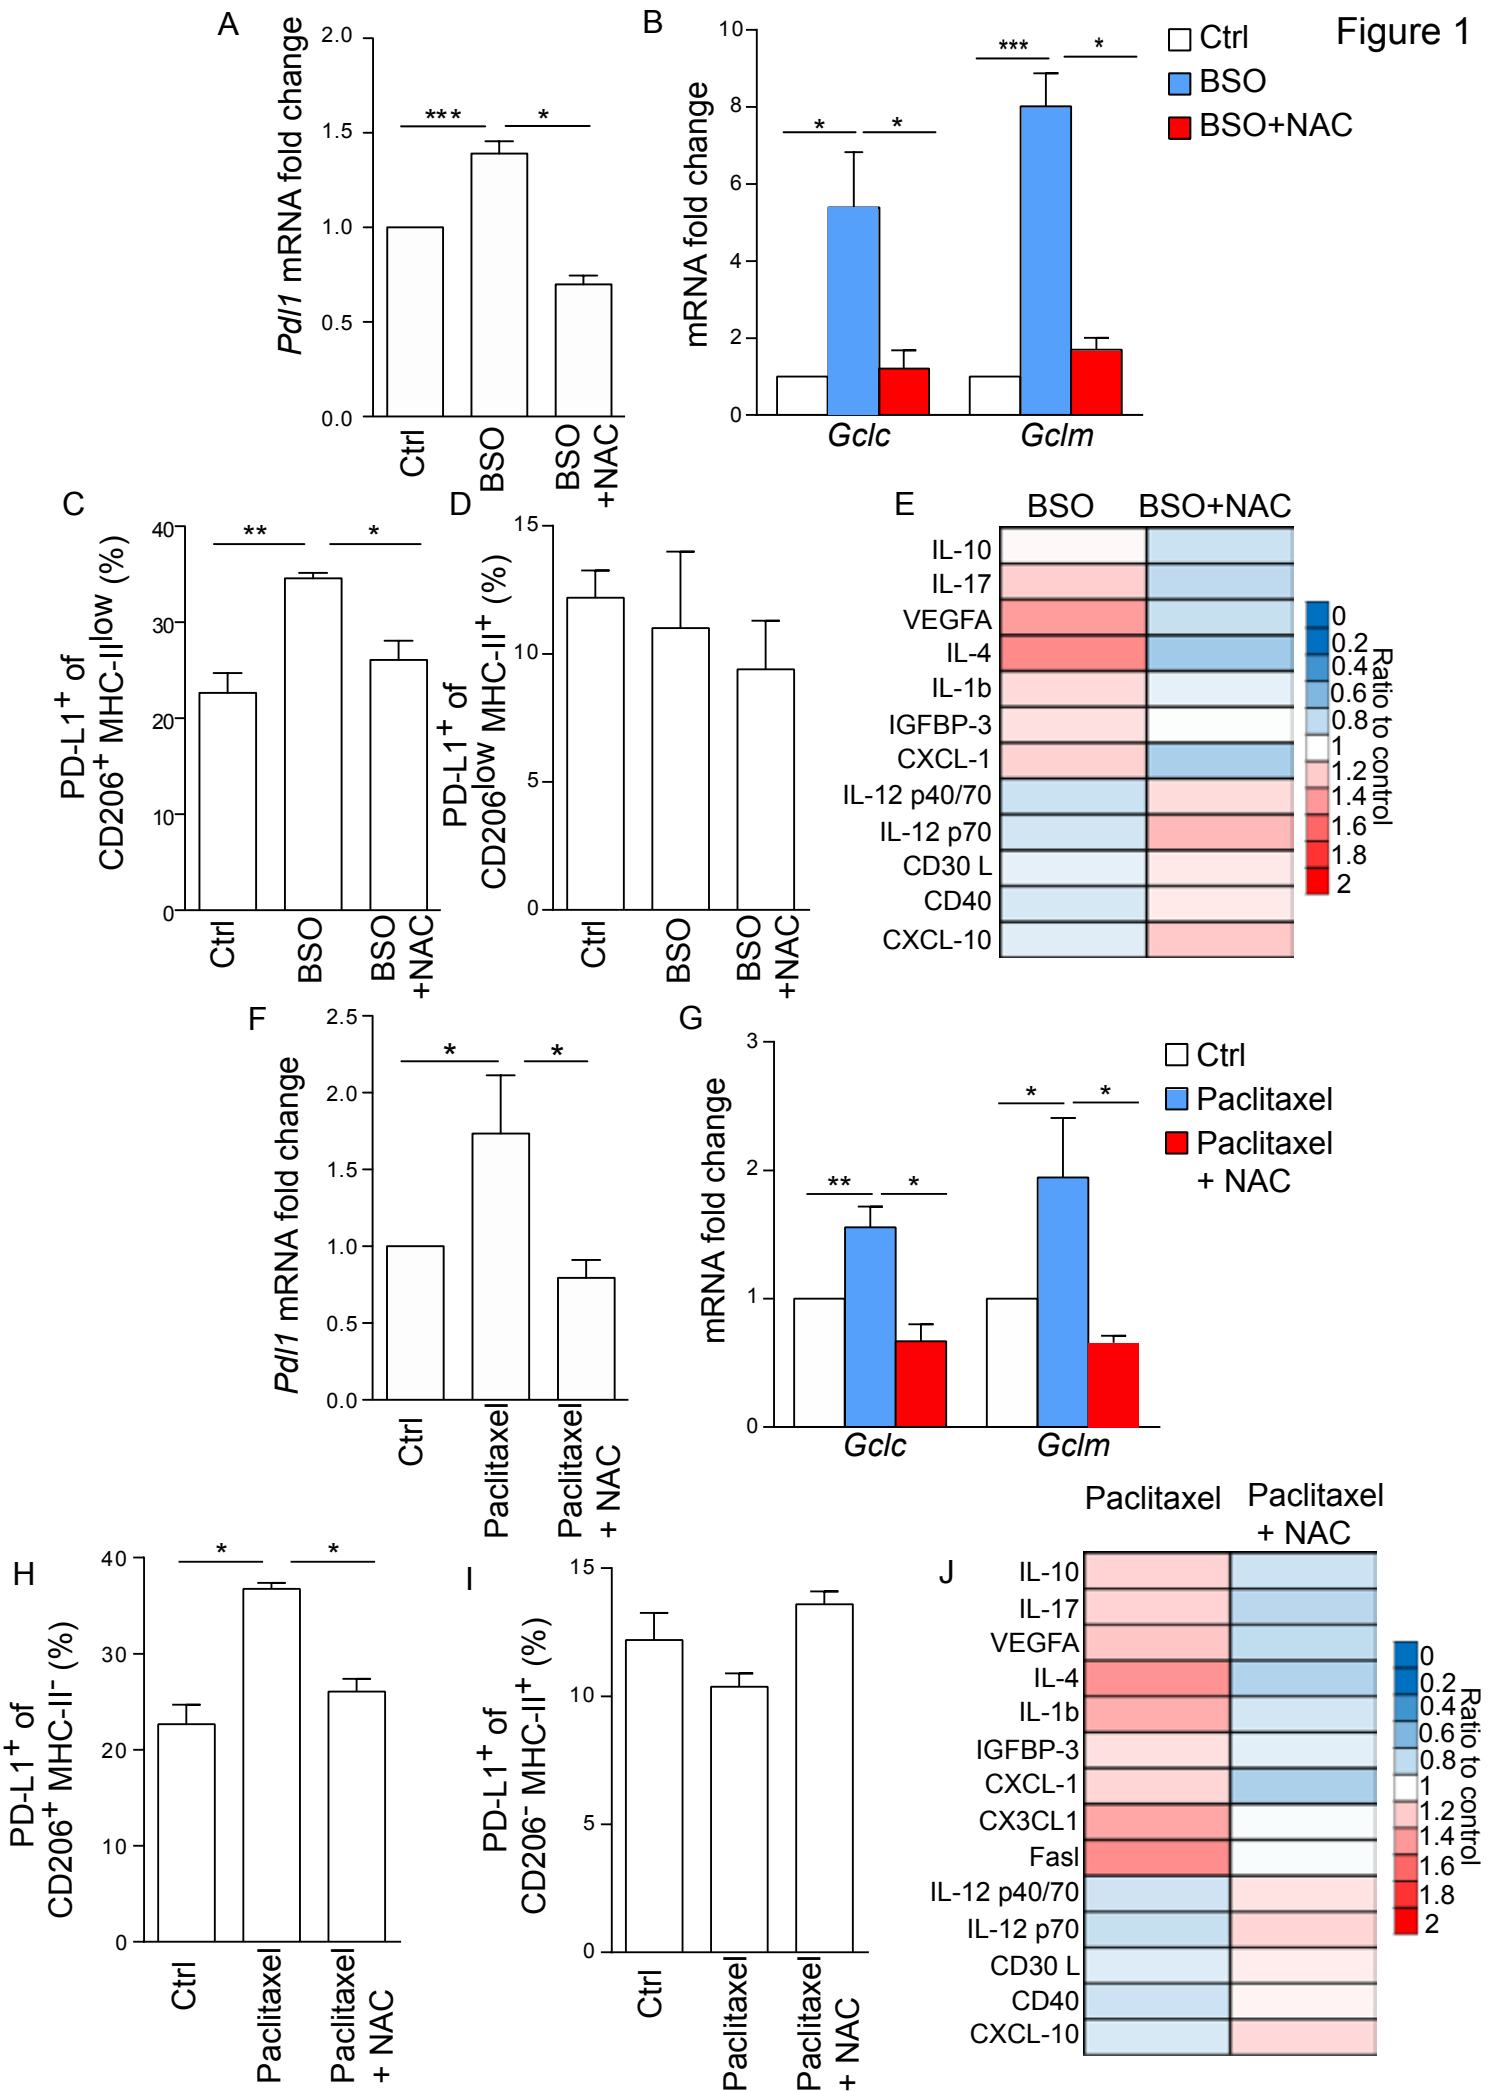 Figure 1
A
Pdl1 mRNA fold change
2.0
1.5
1.0
0.5
0.0
***
*
Ctrl
BSO
BSO
+NAC
B
mRNA fold change
10
8
6
4
2
0
*
*
***
*
Gclc
Gclm
Ctrl
BSO
BSO+NAC
C
PD-L1+ of
CD206+ MHC-IIlow (%)
40
30
20
10
0
**
*
Ctrl
BSO
BSO
+NAC
D
PD-L1+ of
CD206low MHC-II+ (%)
15
10
5
0
Ctrl
BSO
BSO
+NAC
E
BSO
BSO+NAC
IL-10
IL-17
VEGFA
IL-4
IL-1b
IGFBP-3
CXCL-1
IL-12 p40/70
IL-12 p70
CD30 L
CD40
CXCL-10
0
0.2
0.4
0.6
0.8
1
1.2
1.4
1.6
1.8
2
Ratio to control
F
Pdl1 mRNA fold change
2.5
2.0
1.5
1.0
0.5
0.0
*
*
Ctrl
Paclitaxel
Paclitaxel
+ NAC
G
mRNA fold change
3
2
1
0
**
*
*
*
Gclc
Gclm
Ctrl
Paclitaxel
Paclitaxel
+ NAC
H
PD-L1+ of
CD206+ MHC-II- (%)
40
30
20
10
0
*
*
Ctrl
Paclitaxel
Paclitaxel
+ NAC
I
PD-L1+ of
CD206- MHC-II+ (%)
15
10
5
0
Ctrl
Paclitaxel
Paclitaxel
+ NAC
J
Paclitaxel
Paclitaxel
+ NAC
IL-10
IL-17
VEGFA
IL-4
IL-1b
IGFBP-3
CXCL-1
CX3CL1
Fasl
IL-12 p40/70
IL-12 p70
CD30 L
CD40
CXCL-10
0
0.2
0.4
0.6
0.8
1
1.2
1.4
1.6
1.8
2
Ratio to control